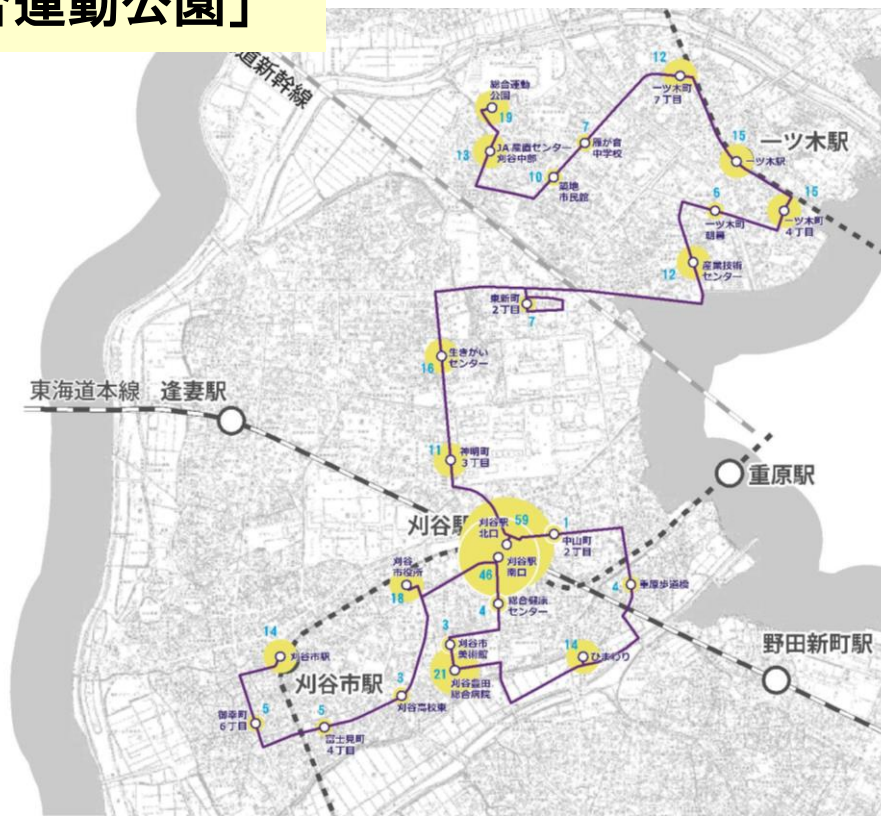 合運動公園」
道新幹線
12
一ツ木町
7丁目
総合運動
公園
19
7
雁が音
中学校
15
一ツ木駅
一ツ木駅
13
JA産直センター
刈谷中部
10
築地
市民館
15
一ツ木町
4丁目
6
一ツ木町
12
産業技術
センター
東新町
2丁目
7
16
生きがい
センター
東海道本線
逢妻駅
11
神明町
3丁目
重原駅
刈谷駅
刈谷駅
北口
59
1
中山町
2丁目
刈谷
市役所
18
46
刈谷駅
南口
4
重原歩道橋
4
総合健康
センター
14
刈谷市駅
3
刈谷市
美術館
14
ひまわり
野田新町駅
21
刈谷豊田
総合病院
刈谷市駅
3
刈谷高校東
御幸町
6丁目
5
5
富士見町
4丁目